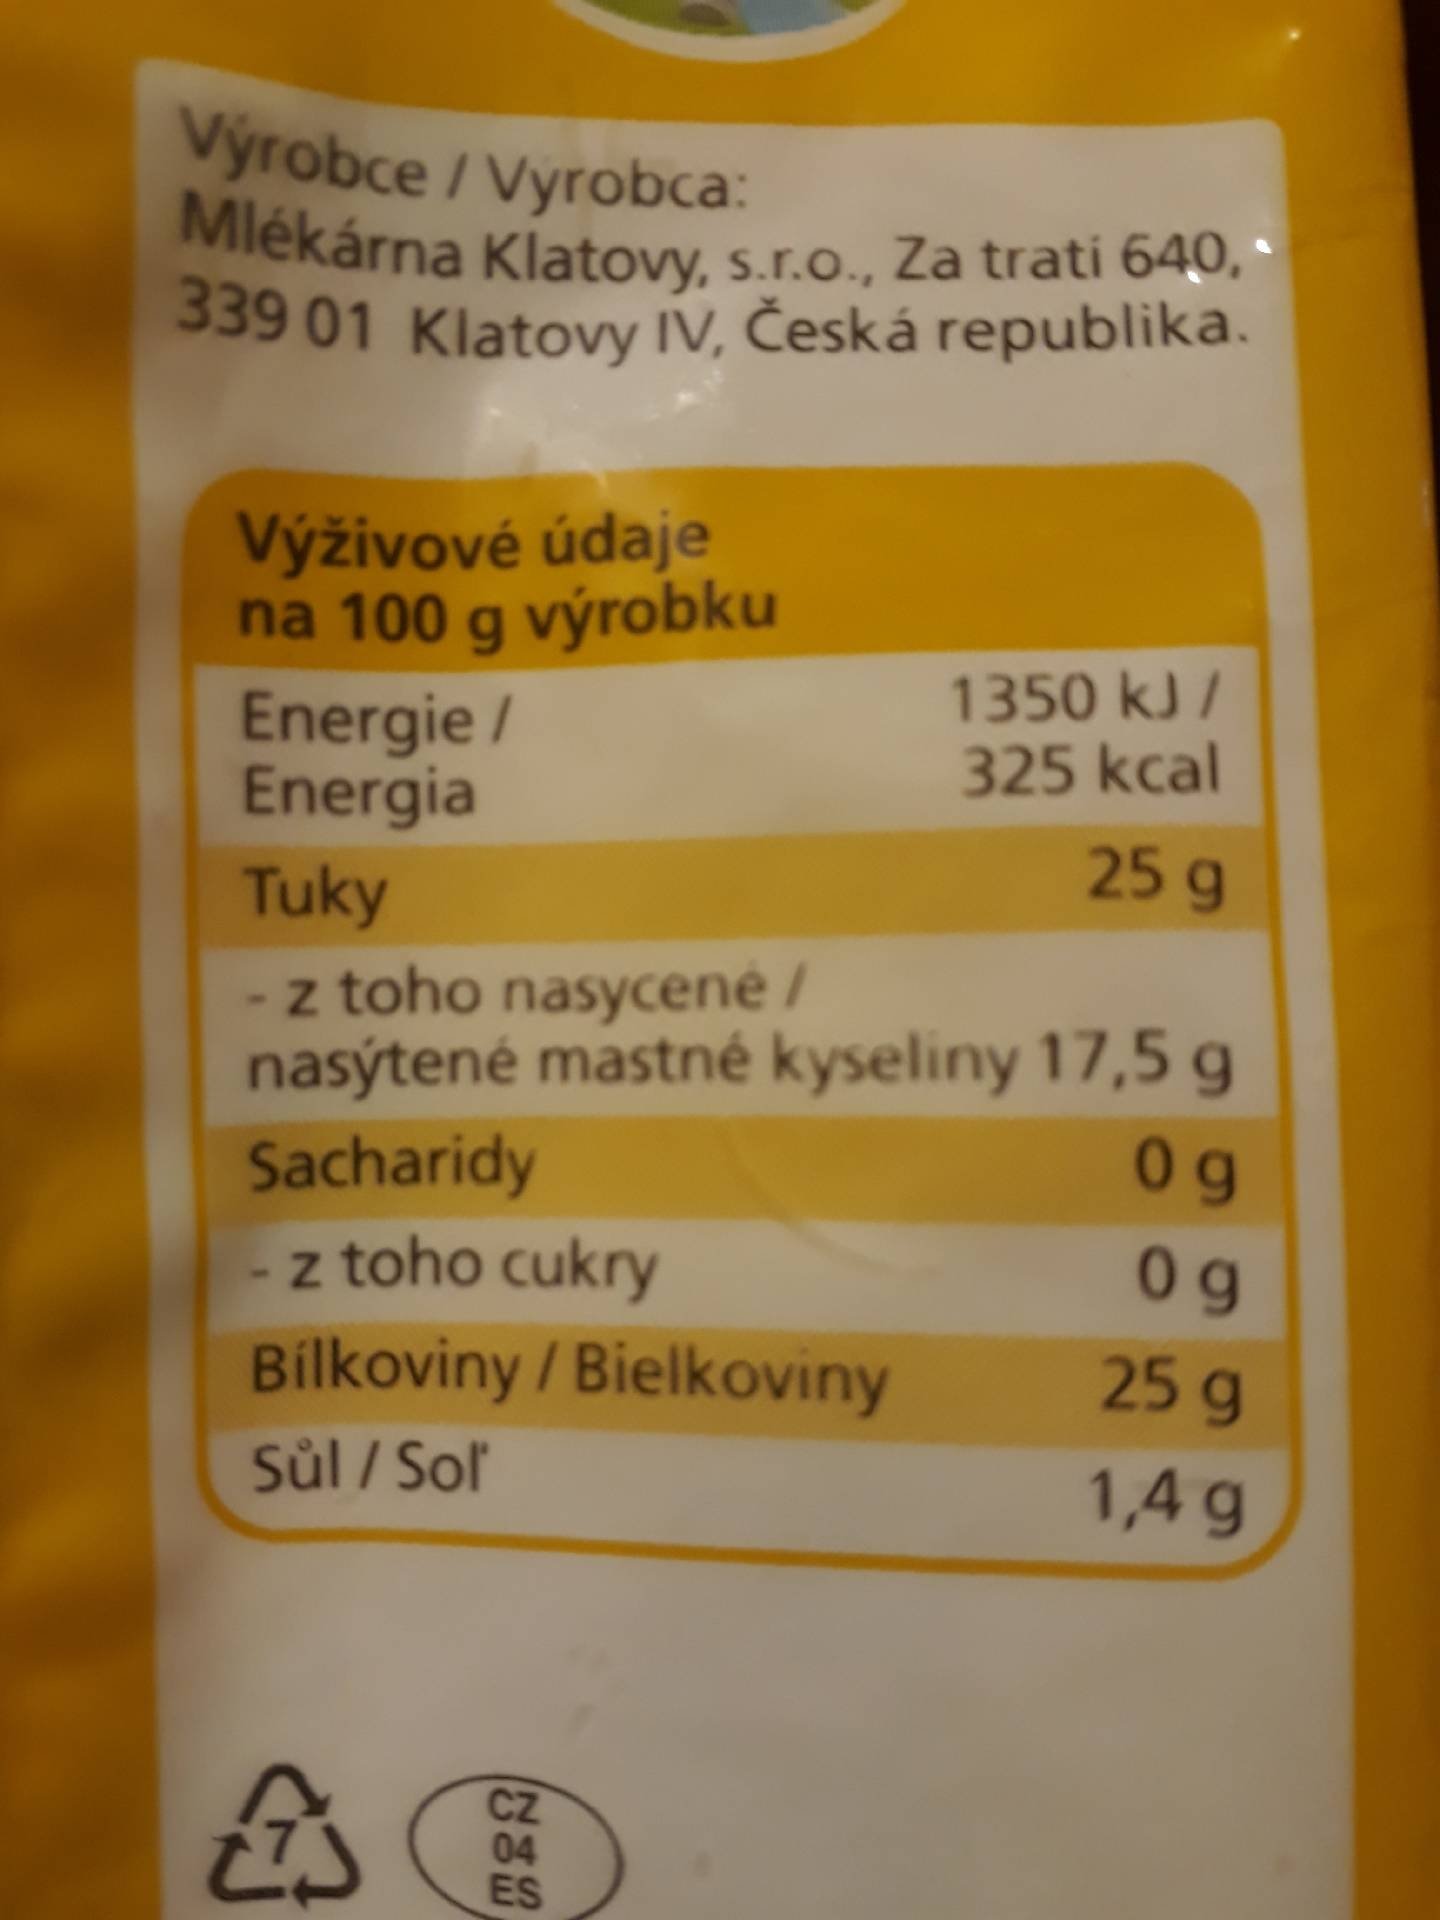 Výrobce / Výrobca:
Mlékárna Klatovy, s.r.o., Za tratí 640,
339 01 Klatovy IV, Česká republika.
Výživové údaje
na 100 g výrobku
Energie /
Energia
1350 kJ /
325 kcal
Tuky 25 g
- z toho nasycené /
nasýtené mastné kyseliny 17,5 g
Sacharidy 0 g
- z toho cukry 0 g
Bílkoviny / Bielkoviny 25 g
Sůl / Soľ 1,4 g
7
CZ
04
ES